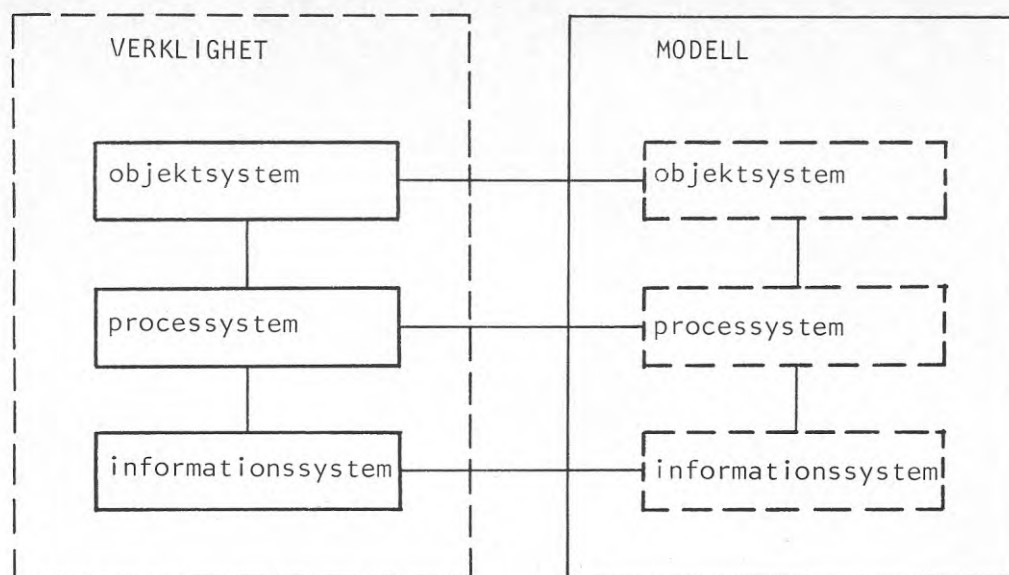 VERKLIGHET
objektsystem
processystem
informationssystem
MODELL
objektsystem
processystem
informationssystem